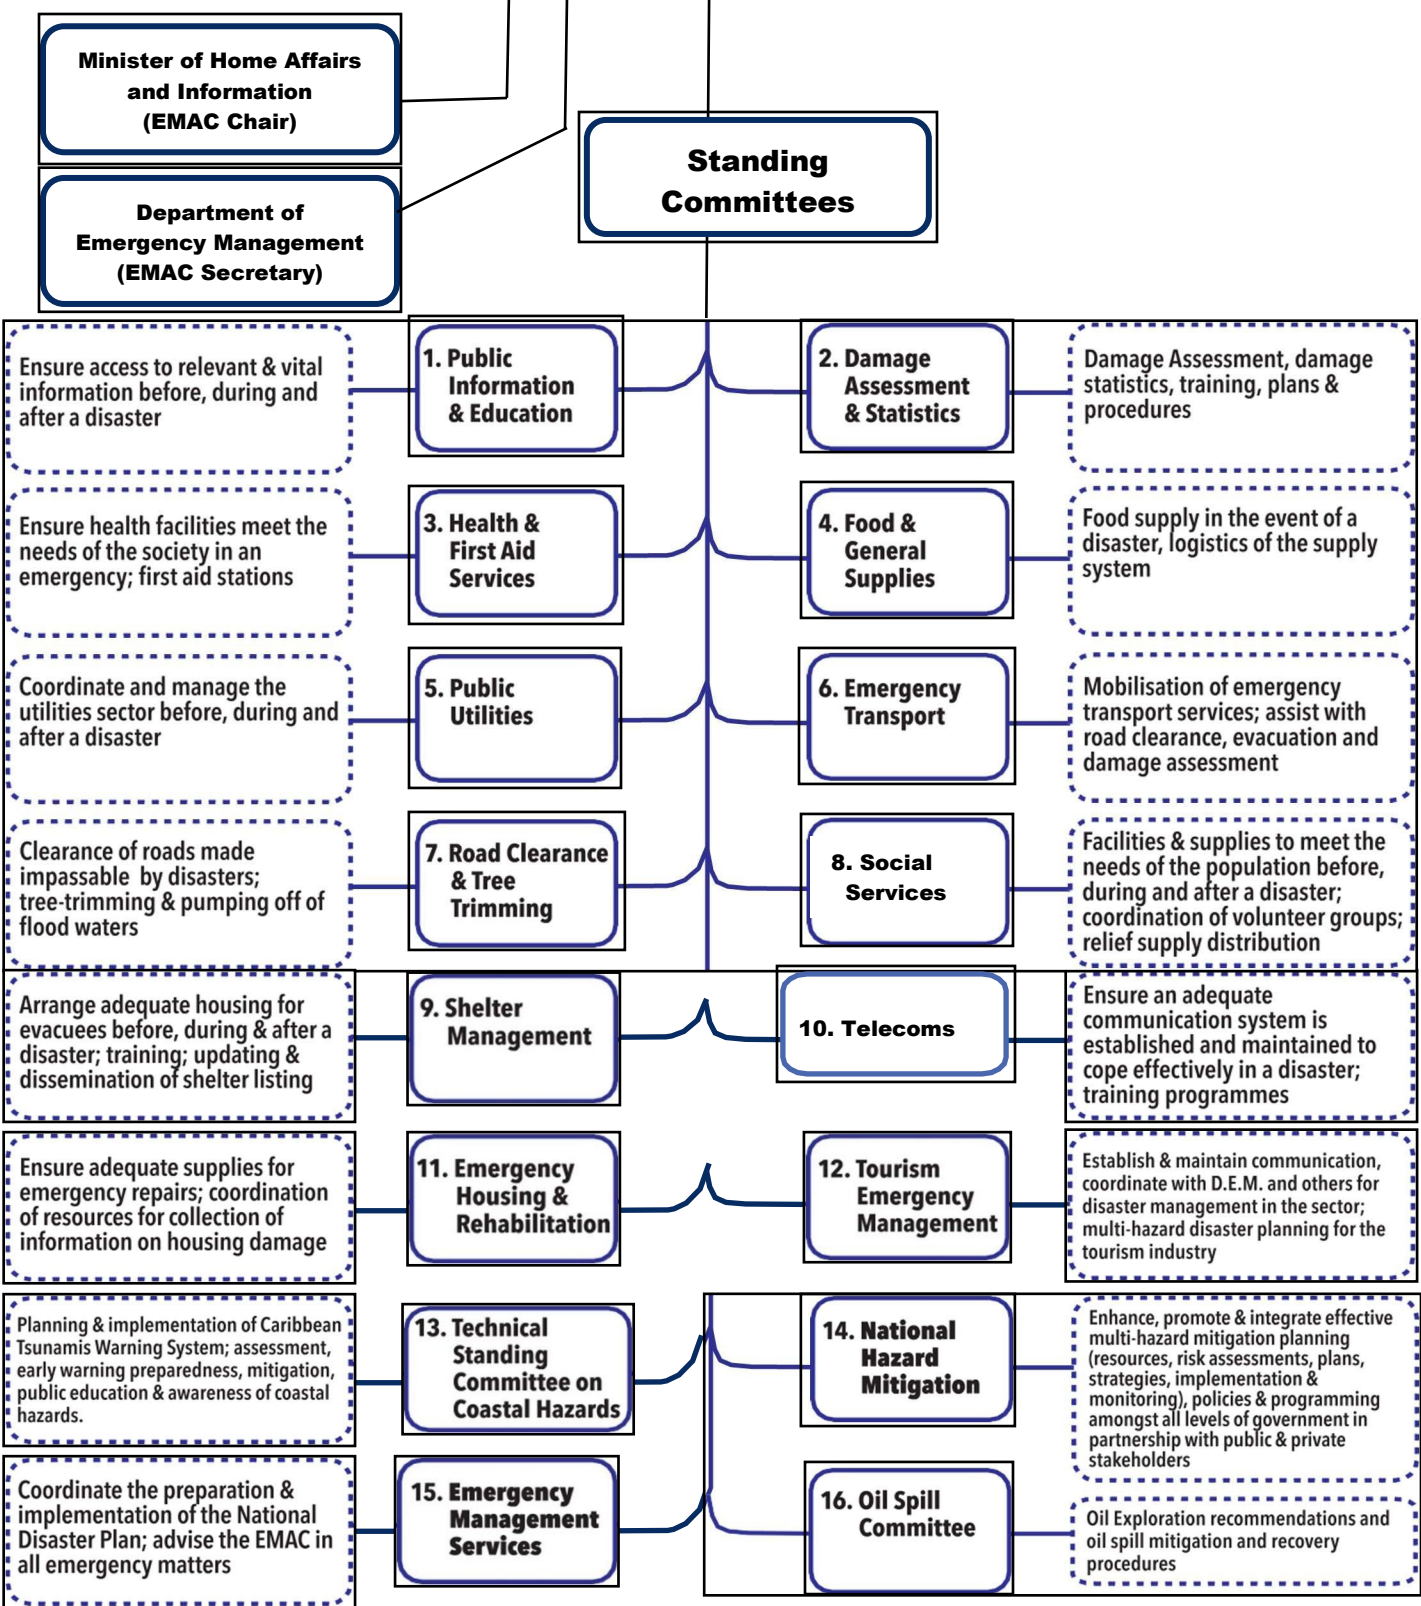 Minister of Home Affairs
and Information
(EMAC Chair)
Department of
Emergency Management
(EMAC Secretary)
Standing
Committees
Ensure access to relevant & vital
information before, during and
after a disaster
1. Public
Information
& Education
2. Damage
Assessment
& Statistics
Damage Assessment, damage
statistics, training, plans &
procedures
Ensure health facilities meet the
needs of the society in an
emergency; first aid stations
3. Health &
First Aid
Services
4. Food &
General
Supplies
Food supply in the event of a
disaster, logistics of the supply
system
Coordinate and manage the
utilities sector before, during and
after a disaster
5. Public
Utilities
6. Emergency
Transport
Mobilisation of emergency
transport services; assist with
road clearance, evacuation and
damage assessment
Clearance of roads made
impassable by disasters;
tree-trimming & pumping off of
flood waters
7. Road Clearance
& Tree
Trimming
8. Social
Services
Facilities & supplies to meet the
needs of the population before,
during and after a disaster;
coordination of volunteer groups;
relief supply distribution
Arrange adequate housing for
evacuees before, during & after a
disaster; training; updating &
dissemination of shelter listing
9. Shelter
Management
10. Telecoms
Ensure an adequate
communication system is
established and maintained to
cope effectively in a disaster;
training programmes
Ensure adequate supplies for
emergency repairs; coordination
of resources for collection of
information on housing damage
11. Emergency
Housing &
Rehabilitation
12. Tourism
Emergency
Management
Establish & maintain communication,
coordinate with D.E.M. and others for
disaster management in the sector;
multi-hazard disaster planning for the
tourism industry
Planning & implementation of Caribbean
Tsunamis Warning System; assessment,
early warning preparedness, mitigation,
public education & awareness of coastal
hazards.
13. Technical
Standing
Committee on
Coastal Hazards
14. National
Hazard
Mitigation
Enhance, promote & integrate effective
multi-hazard mitigation planning
(resources, risk assessments, plans,
strategies, implementation &
monitoring), policies & programming
amongst all levels of government in
partnership with public & private
stakeholders
Coordinate the preparation &
implementation of the National
Disaster Plan; advise the EMAC in
all emergency matters
15. Emergency
Management
Services
16. Oil Spill
Committee
Oil Exploration recommendations and
oil spill mitigation and recovery
procedures